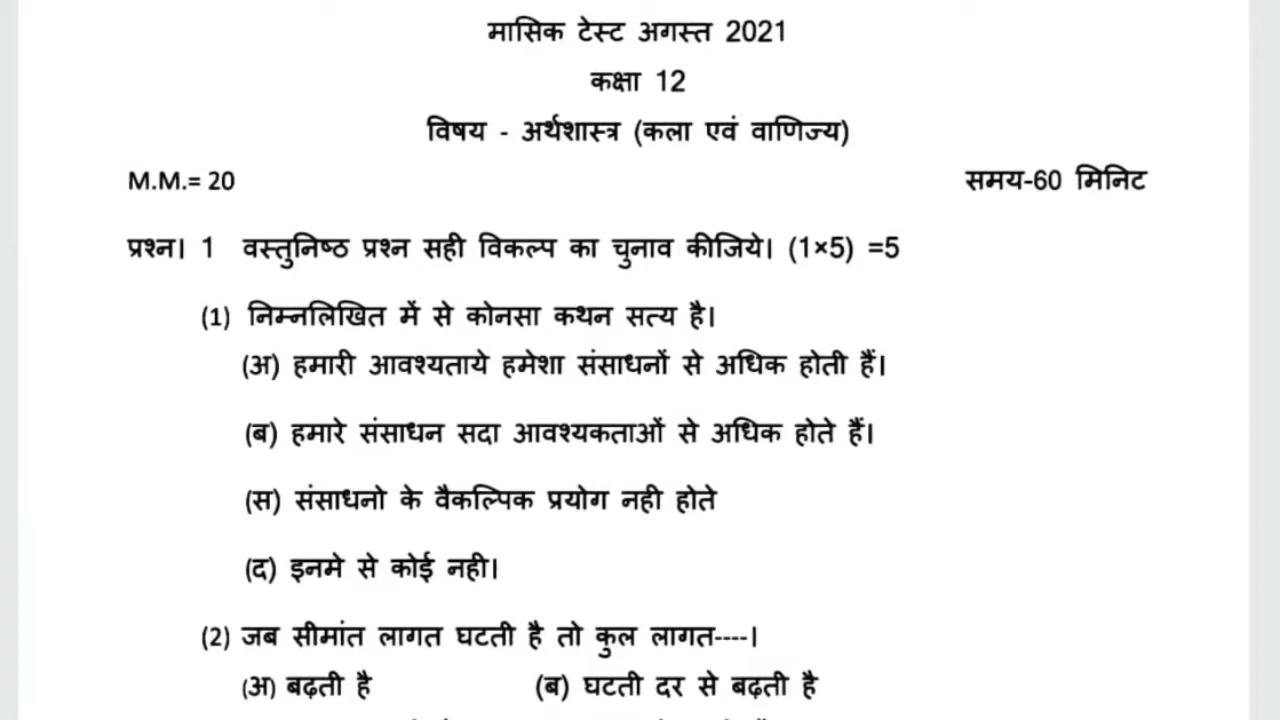 मासिक टेस्ट अगस्त 2021
कक्षा 12
विषय - अर्थशास्त्र (कला एवं वाणिज्य)
M.M.= 20 समय-60 मिनिट
प्रश्न। 1 वस्तुनिष्ठ प्रश्न सही विकल्प का चुनाव कीजिये। (1×5) =5
(1) निम्नलिखित में से कोनसा कथन सत्य है।
(अ) हमारी आवश्यताये हमेशा संसाधनों से अधिक होती हैं।
(ब) हमारे संसाधन सदा आवश्यकताओं से अधिक होते हैं।
(स) संसाधनो के वैकल्पिक प्रयोग नही होते
(द) इनमे से कोई नही।
(2) जब सीमांत लागत घटती है तो कुल लागत----।
(अ) बढ़ती है (ब) घटती दर से बढ़ती है